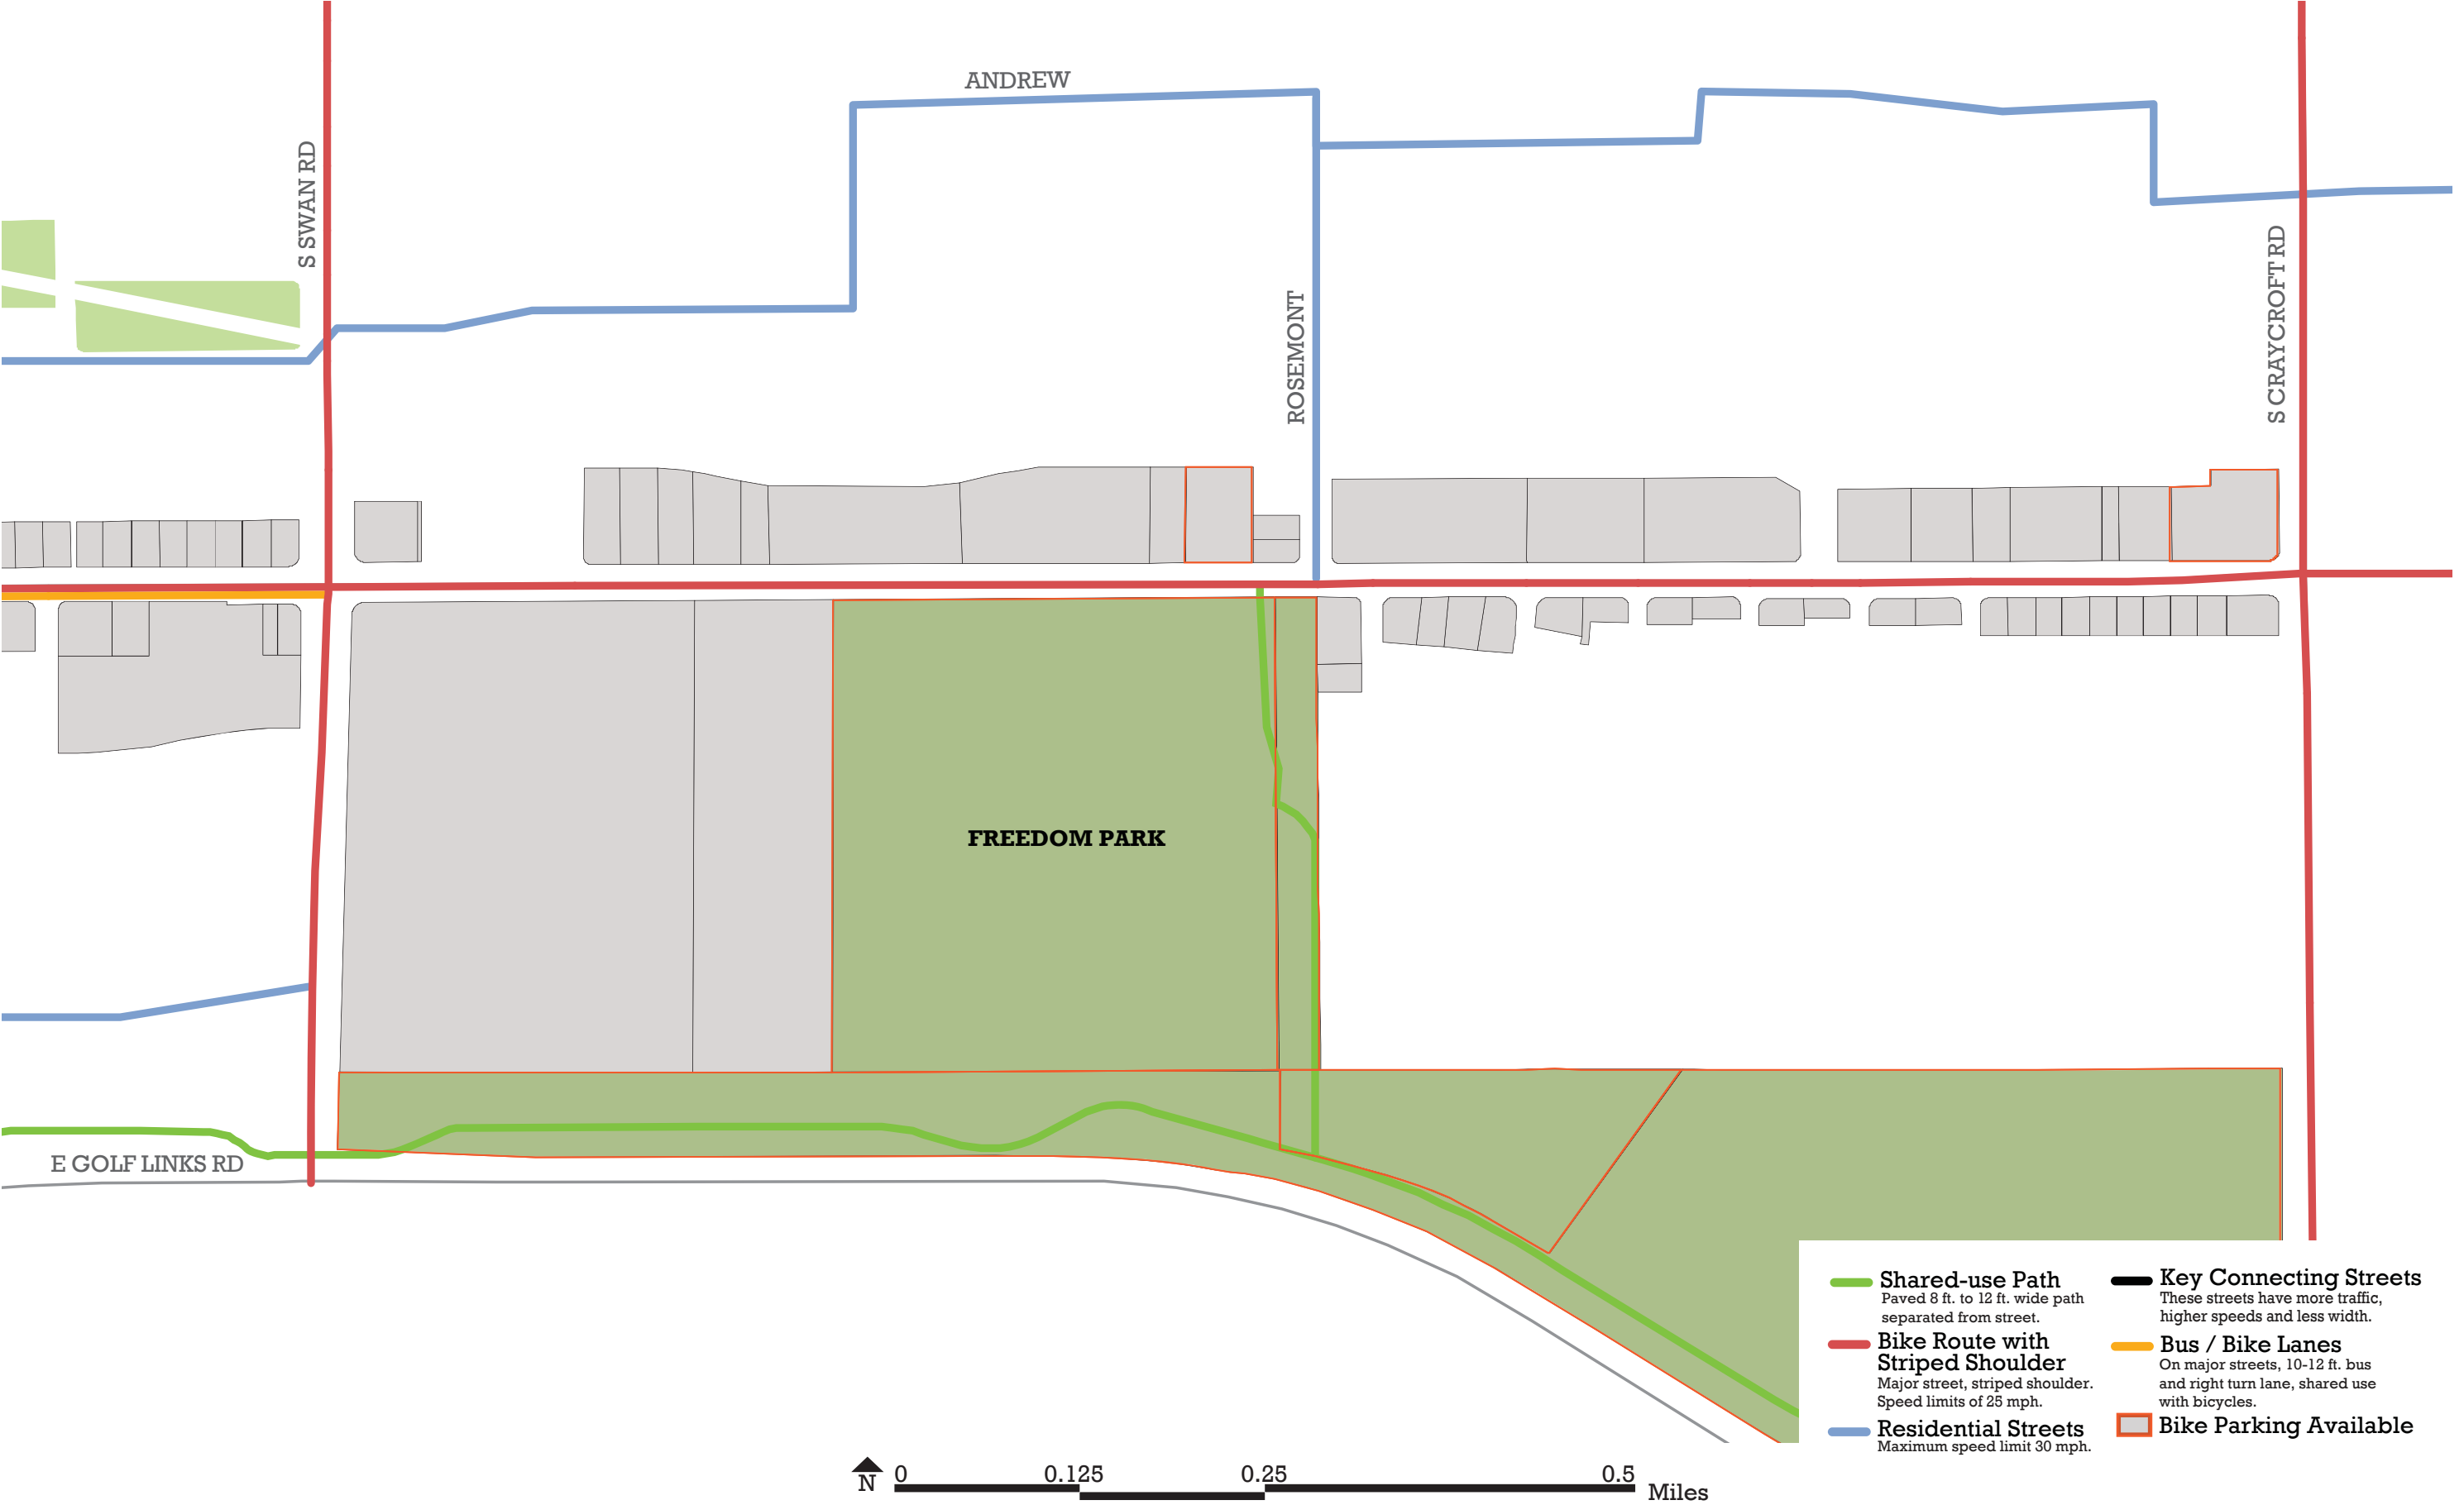 ANDREW
S SWAN RD
S CRAYCROFT RD
ROSEMONT
FREEDOM PARK
E GOLF LINKS RD
Shared-use Path
Paved 8 ft. to 12 ft. wide path
separated from street.
Bike Route with
Striped Shoulder
Major street, striped shoulder.
Speed limits of 25 mph.
Residential Streets
Maximum speed limit 30 mph.
Key Connecting Streets
These streets have more traffic,
higher speeds and less width.
Bus / Bike Lanes
On major streets, 10-12 ft. bus
and right turn lane, shared use
with bicycles.
Bike Parking Available
N
0 0.125 0.25 0.5
Miles